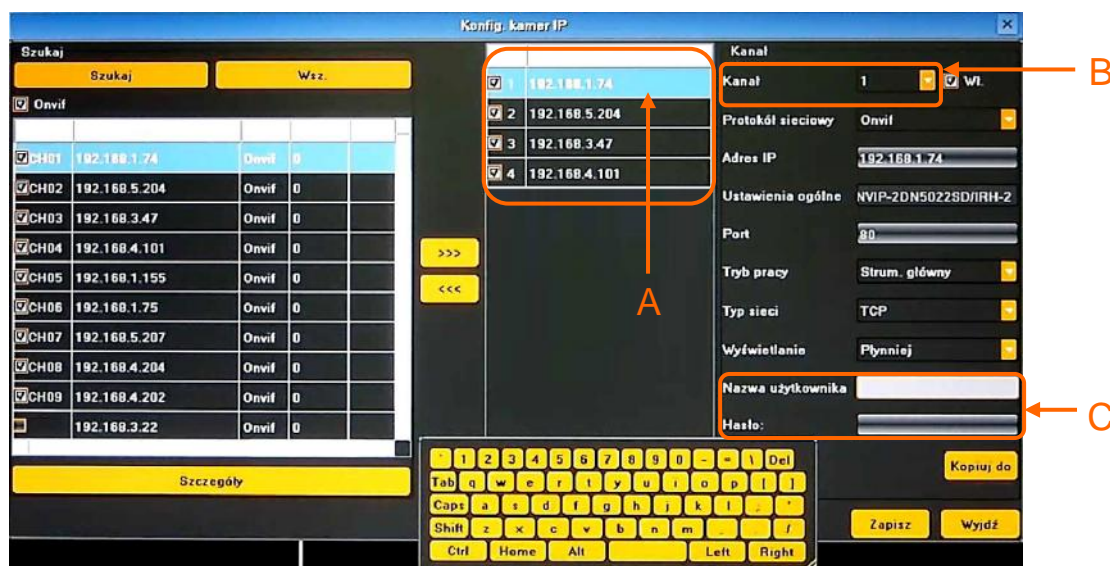 Konfig. kamer IP
Szukaj
Szukaj Wsz.
Onvif
CH01 192.168.1.74 Onvif 0
CH02 192.168.5.204 Onvif 0
CH03 192.168.3.47 Onvif 0
CH04 192.168.4.101 Onvif 0
CH05 192.168.1.155 Onvif 0
CH06 192.168.1.75 Onvif 0
CH07 192.168.5.207 Onvif 0
CH08 192.168.4.204 Onvif 0
CH09 192.168.4.202 Onvif 0
192.168.3.22 Onvif 0
Szczegóły
>>>
<<<
1 192.168.1.74
2 192.168.5.204
3 192.168.3.47
4 192.168.4.101
A
Kanał
Kanał 1 Wł.
B
Protokół sieciowy Onvif
Adres IP 192.168.1.74
Ustawienia ogólne NVIP-2DN5022SD/IRH-2
Port 80
Tryb pracy Strum. główny
Typ sieci TCP
Wyświetlanie Płynniej
Nazwa użytkownika
Hasło:
C
Kopiuj do
Zapisz Wyjdź
` 1 2 3 4 5 6 7 8 9 0 - = \ Del
Tab q w e r t y u i o p [ ]
Caps a s d f g h j k l ; '
Shift z x c v b n m , . /
Ctrl Home Alt Left Right